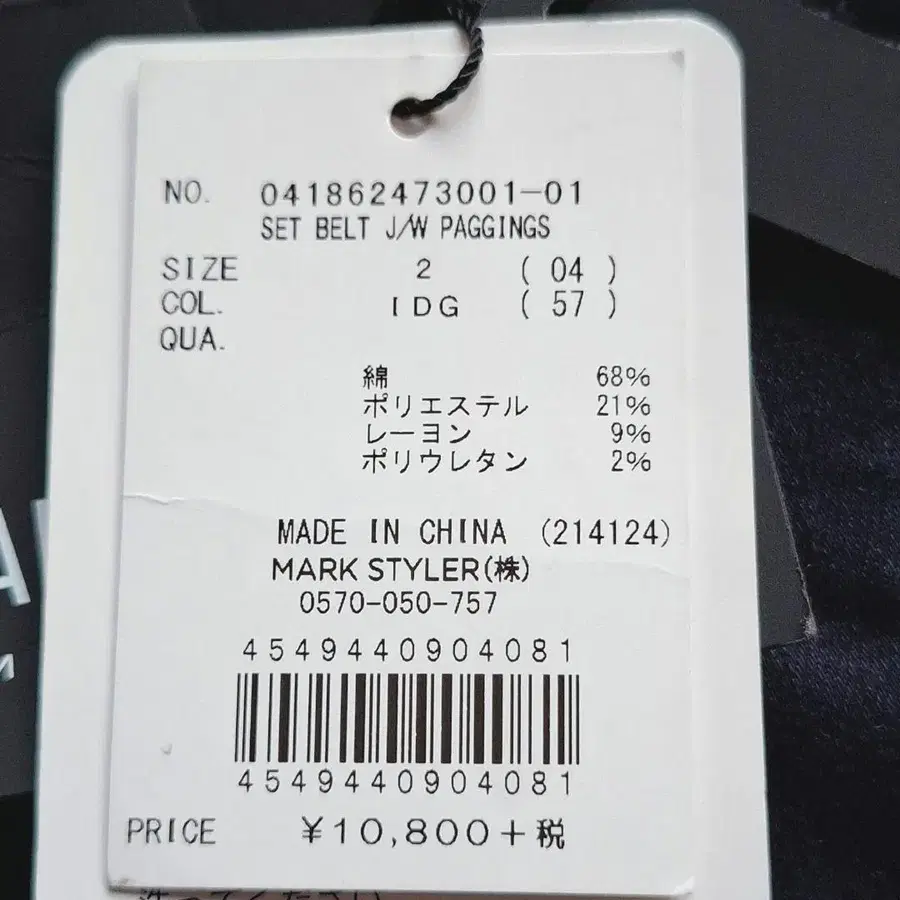 NO. 041862473001-01
SET BELT J/W PAGGINGS
SIZE 2 ( 04 )
COL. IDG ( 57 )
QUA.
綿 68%
ポリエステル 21%
レーヨン 9%
ポリウレタン 2%
MADE IN CHINA (214124)
MARK STYLER(株)
0570-050-757
4549440904081
4549440904081
PRICE ¥10,800+税